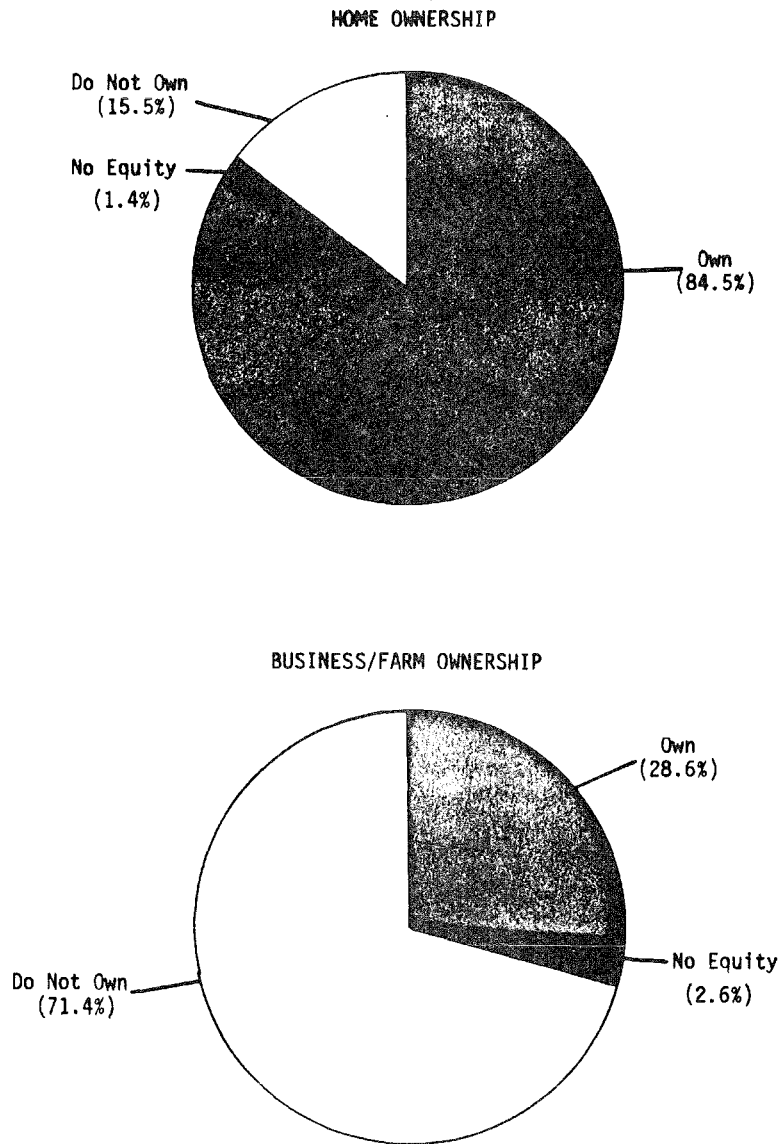 HOME OWNERSHIP
Do Not Own
(15.5%)
No Equity
(1.4%)
Own
(84.5%)
BUSINESS/FARM OWNERSHIP
Own
(28.6%)
No Equity
(2.6%)
Do Not Own
(71.4%)